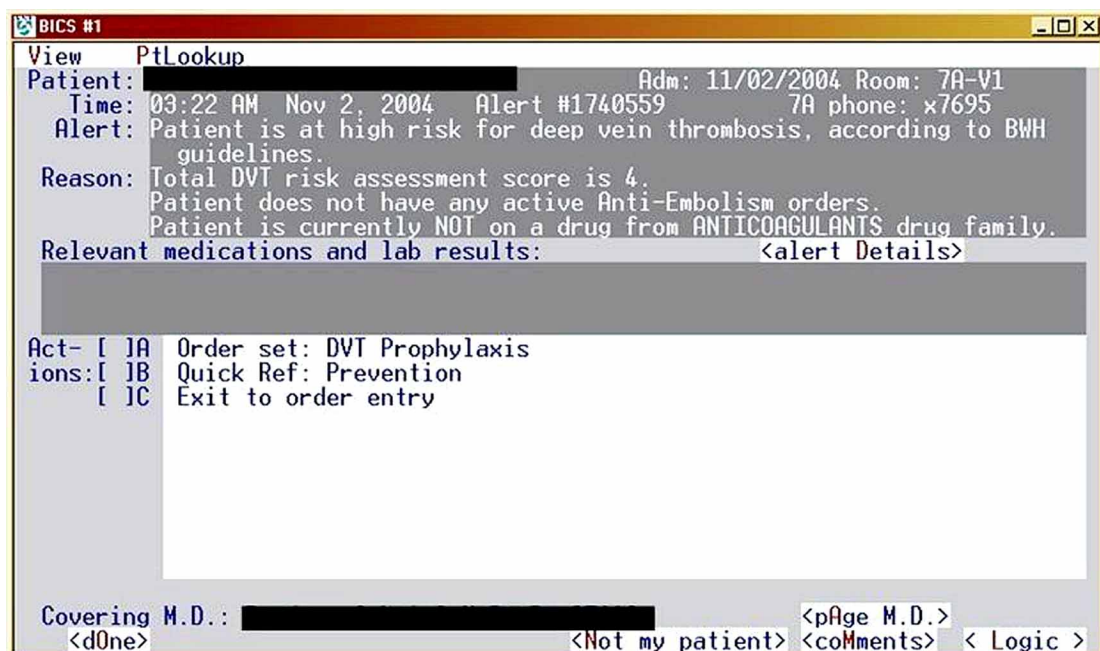 BICS #1
View PtLookup
Patient: Adm: 11/02/2004 Room: 7A-V1
Time: 03:22 AM Nov 2, 2004 Alert #1740559 7A phone: x7695
Alert: Patient is at high risk for deep vein thrombosis, according to BWH
guidelines.
Reason: Total DVT risk assessment score is 4.
Patient does not have any active Anti-Embolism orders.
Patient is currently NOT on a drug from ANTICOAGULANTS drug family.
Relevant medications and lab results: <alert Details>
Act- [ ]A Order set: DVT Prophylaxis
ions:[ ]B Quick Ref: Prevention
[ ]C Exit to order entry
Covering M.D.: <pAge M.D.>
<dOne> <Not my patient> <coMments> < Logic >